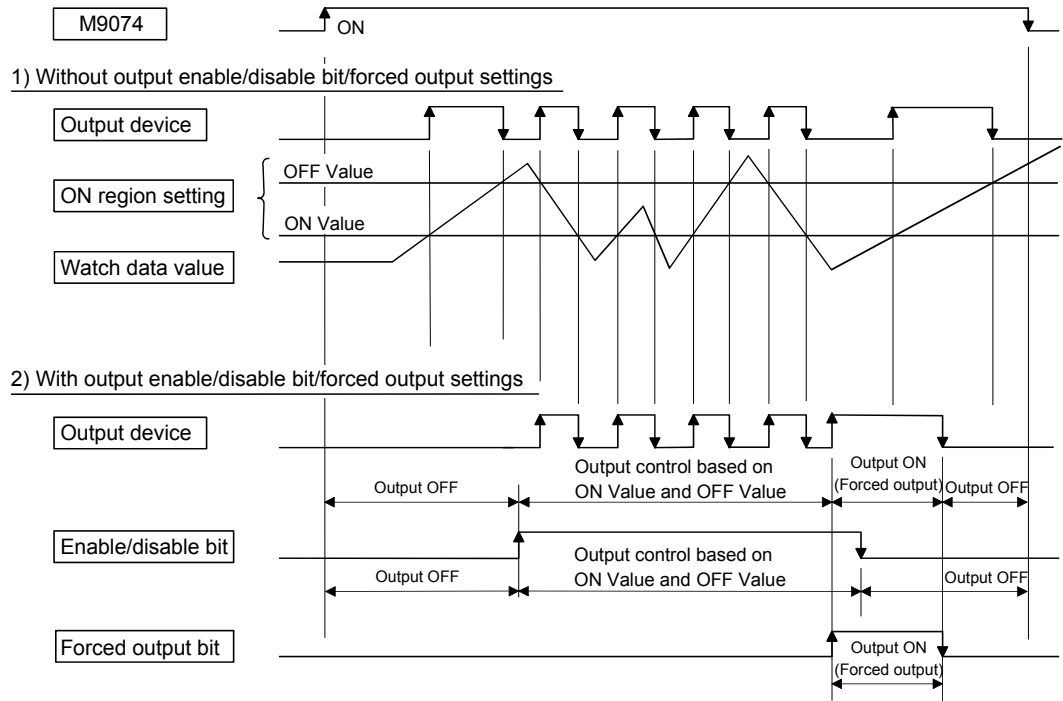 M9074
ON
1) Without output enable/disable bit/forced output settings
Output device
OFF Value
ON region setting
ON Value
Watch data value
2) With output enable/disable bit/forced output settings
Output device
Output OFF
Output control based on
ON Value and OFF Value
Output ON
(Forced output)
Output OFF
Enable/disable bit
Output OFF
Output control based on
ON Value and OFF Value
Output OFF
Forced output bit
Output ON
(Forced output)